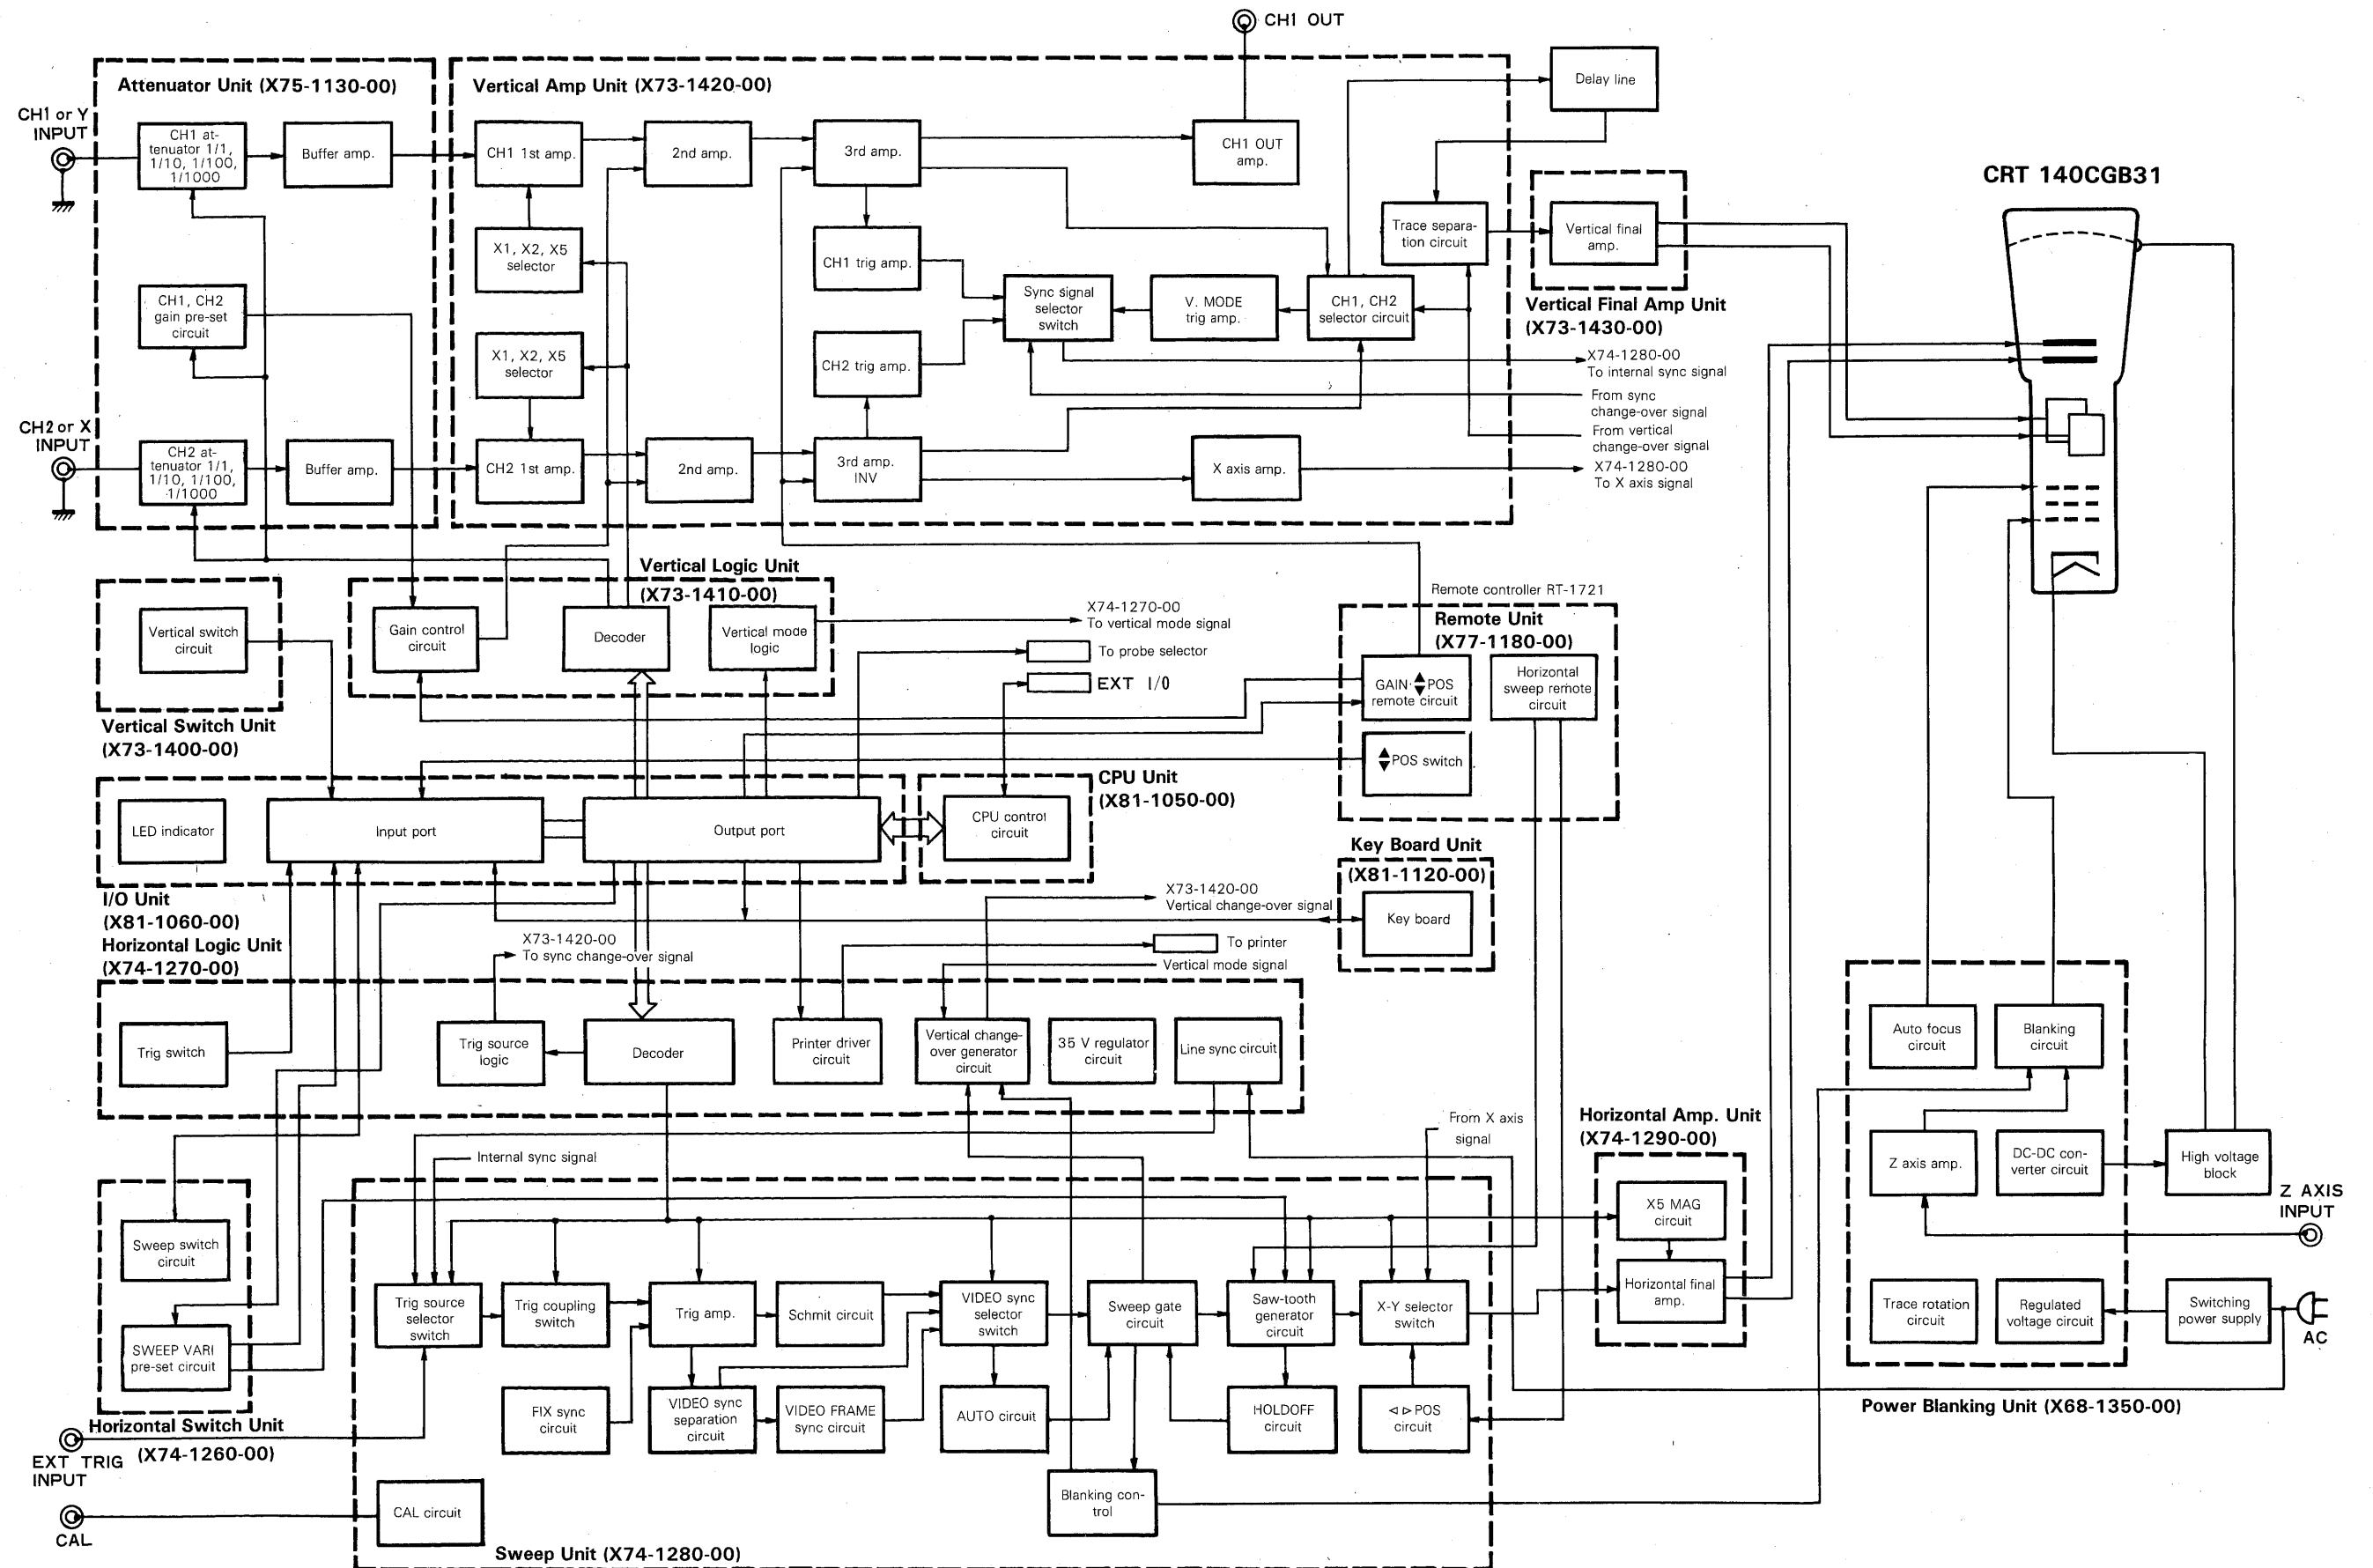 CH1 OUT
Attenuator Unit (X75-1130-00)
Vertical Amp Unit (X73-1420-00)
Delay line
CH1 or Y
INPUT
CH1 at-
tenuator 1/1,
1/10, 1/100,
1/1000
Buffer amp.
CH1 1st amp.
2nd amp.
3rd amp.
CH1 OUT
amp.
CRT 140CGB31
X1, X2, X5
selector
CH1 trig amp.
Trace separa-
tion circuit
Vertical final
amp.
CH1, CH2
gain pre-set
circuit
Sync signal
selector
switch
V. MODE
trig amp.
CH1, CH2
selector circuit
Vertical Final Amp Unit
(X73-1430-00)
X1, X2, X5
selector
CH2 trig amp.
X74-1280-00
To internal sync signal
From sync
change-over signal
From vertical
change-over signal
X74-1280-00
To X axis signal
CH2 or X
INPUT
CH2 at-
tenuator 1/1,
1/10, 1/100,
1/1000
Buffer amp.
CH2 1st amp.
2nd amp.
3rd amp.
INV
X axis amp.
Vertical Logic Unit
(X73-1410-00)
Vertical switch
circuit
Gain control
circuit
Decoder
Vertical mode
logic
X74-1270-00
To vertical mode signal
To probe selector
EXT I/O
Remote controller RT-1721
Remote Unit
(X77-1180-00)
GAIN·▲▼POS
remote circuit
Horizontal
sweep remote
circuit
▲▼POS switch
Vertical Switch Unit
(X73-1400-00)
LED indicator
Input port
Output port
CPU control
circuit
CPU Unit
(X81-1050-00)
Key Board Unit
(X81-1120-00)
Key board
I/O Unit
(X81-1060-00)
X73-1420-00
Vertical change-over signal
Horizontal Logic Unit
(X74-1270-00)
X73-1420-00
To sync change-over signal
To printer
Vertical mode signal
Trig switch
Trig source
logic
Decoder
Printer driver
circuit
Vertical change-
over generator
circuit
35 V regulator
circuit
Line sync circuit
Auto focus
circuit
Blanking
circuit
From X axis
signal
Horizontal Amp. Unit
(X74-1290-00)
Internal sync signal
Z axis amp.
DC-DC con-
verter circuit
High voltage
block
Z AXIS
INPUT
X5 MAG
circuit
Sweep switch
circuit
Trig source
selector
switch
Trig coupling
switch
Trig amp.
Schmit circuit
VIDEO sync
selector
switch
Sweep gate
circuit
Saw-tooth
generator
circuit
X-Y selector
switch
Horizontal final
amp.
Trace rotation
circuit
Regulated
voltage circuit
Switching
power supply
AC
SWEEP VARI
pre-set circuit
FIX sync
circuit
VIDEO sync
separation
circuit
VIDEO FRAME
sync circuit
AUTO circuit
HOLDOFF
circuit
◁ ▷ POS
circuit
Power Blanking Unit (X68-1350-00)
Horizontal Switch Unit
(X74-1260-00)
EXT TRIG
INPUT
CAL circuit
Blanking con-
trol
CAL
Sweep Unit (X74-1280-00)